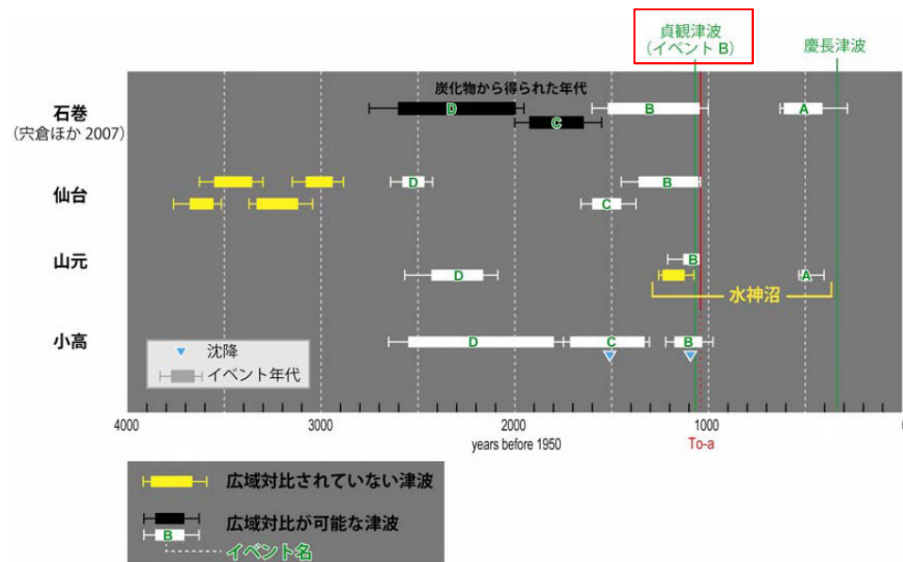 貞観津波
(イベント B)
慶長津波
炭化物から得られた年代
石巻
(宍倉ほか 2007)
D
C
B
A
仙台
D
C
B
山元
D
B
A
水神沼
小高
D
C
B
沈降
イベント年代
4000
3000
2000
1000
0
years before 1950
To-a
広域対比されていない津波
広域対比が可能な津波
B
イベント名